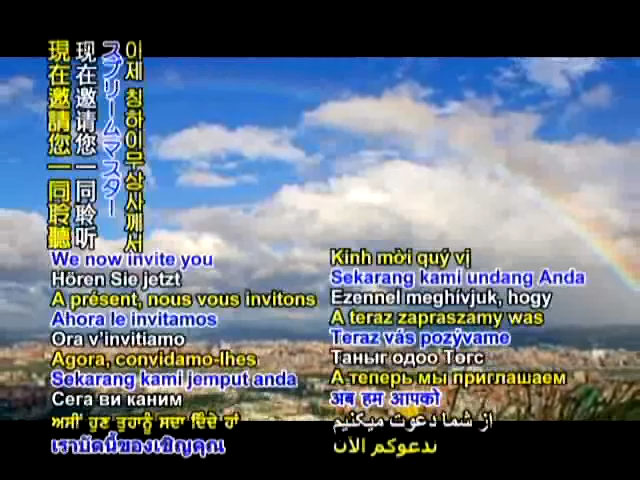 現在邀請您一同聆聽
现在邀请您一同聆听
スプリームマスター
이제 칭하이무상사께서
We now invite you
Hören Sie jetzt
A présent, nous vous invitons
Ahora le invitamos
Ora v'invitiamo
Agora, convidamo-lhes
Sekarang kami jemput anda
Сега ви каним
ਅਸੀਂ ਹੁਣ ਤੁਹਾਨੂੰ ਸਦਾ ਦਿੰਦੇ ਹਾਂ
เราบัดนี้ขอเชิญคุณ
Kính mời quý vị
Sekarang kami undang Anda
Ezennel meghívjuk, hogy
A teraz zapraszamy was
Teraz vás pozývame
Таныг одоо Төгс
А теперь мы приглашаем
अब हम आपको
از شما دعوت میکنیم
ندعوكم الآن